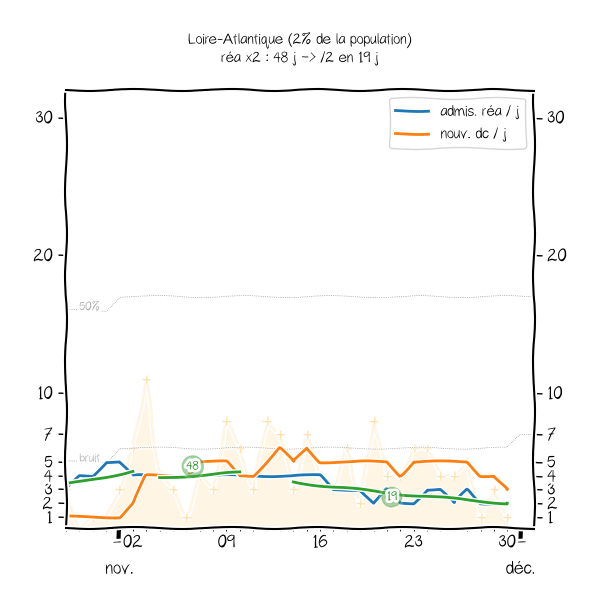 Loire-Atlantique (2% de la population)
réa x2 : 48 j -> /2 en 19 j
admis. réa / j
nouv. dc / j
30 30
20 20
50%
10 10
7 7
bruit
5 5
4 4
3 3
2 2
1 1
48
19
02 09 16 23 30
nov. déc.